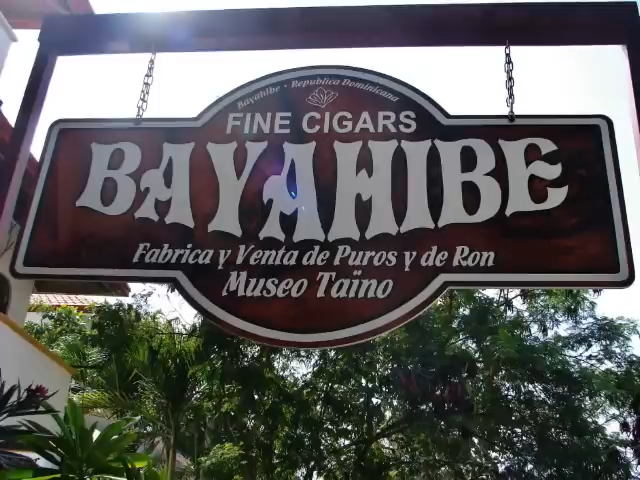 Bayahibe • Republica Dominicana
FINE CIGARS
BAYAHIBE
Fabrica y Venta de Puros y de Ron
Museo Taïno